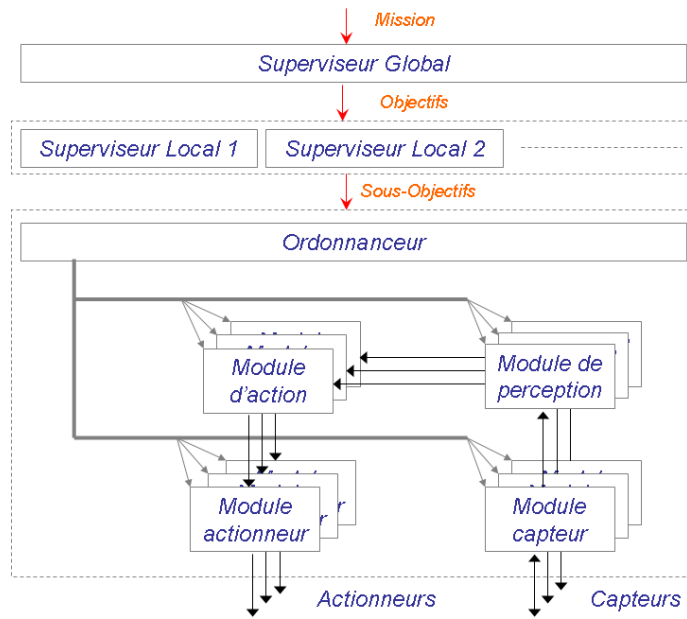 Mission
Superviseur Global
Objectifs
Superviseur Local 1
Superviseur Local 2
Sous-Objectifs
Ordonnanceur
Module
d'action
Module de
perception
Module
actionneur
Module
capteur
Actionneurs
Capteurs